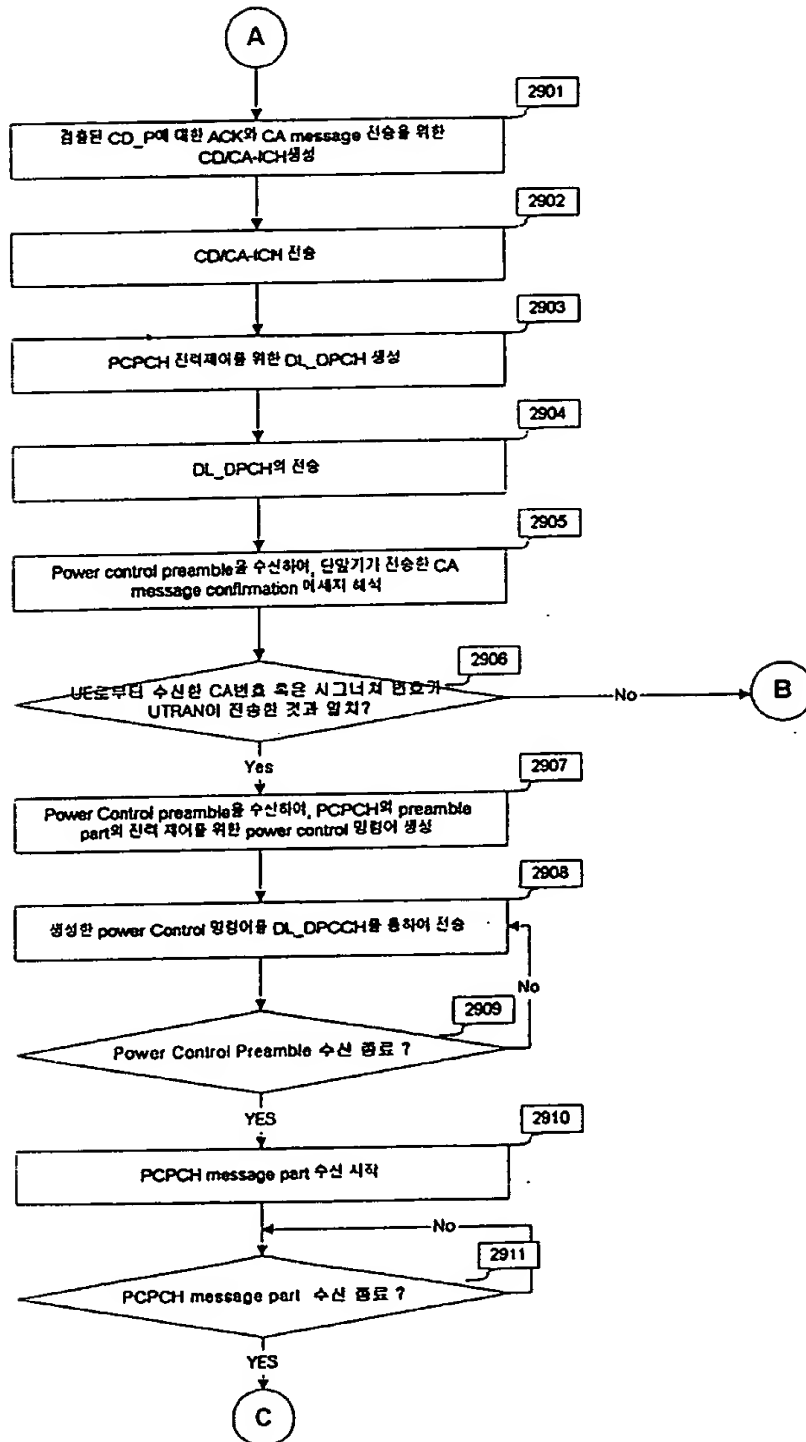 A
2901
검출된 CD_P에 대한 ACK와 CA message 전송을 위한
CD/CA-ICH생성
2902
CD/CA-ICH 전송
2903
PCPCH 전력제어를 위한 DL_DPCH 생성
2904
DL_DPCH의 전송
2905
Power control preamble을 수신하여, 단말기가 전송한 CA
message confirmation 메세지 해석
2906
UE로부터 수신한 CA번호 혹은 시그너쳐 번호가
UTRAN이 전송한 것과 일치?
No
B
Yes
2907
Power Control preamble을 수신하여, PCPCH의 preamble
part의 전력 제어를 위한 power control 명령어 생성
2908
생성한 power Control 명령어를 DL_DPCCH을 통하여 전송
No
2909
Power Control Preamble 수신 종료 ?
YES
2910
PCPCH message part 수신 시작
No
2911
PCPCH message part 수신 종료 ?
YES
C